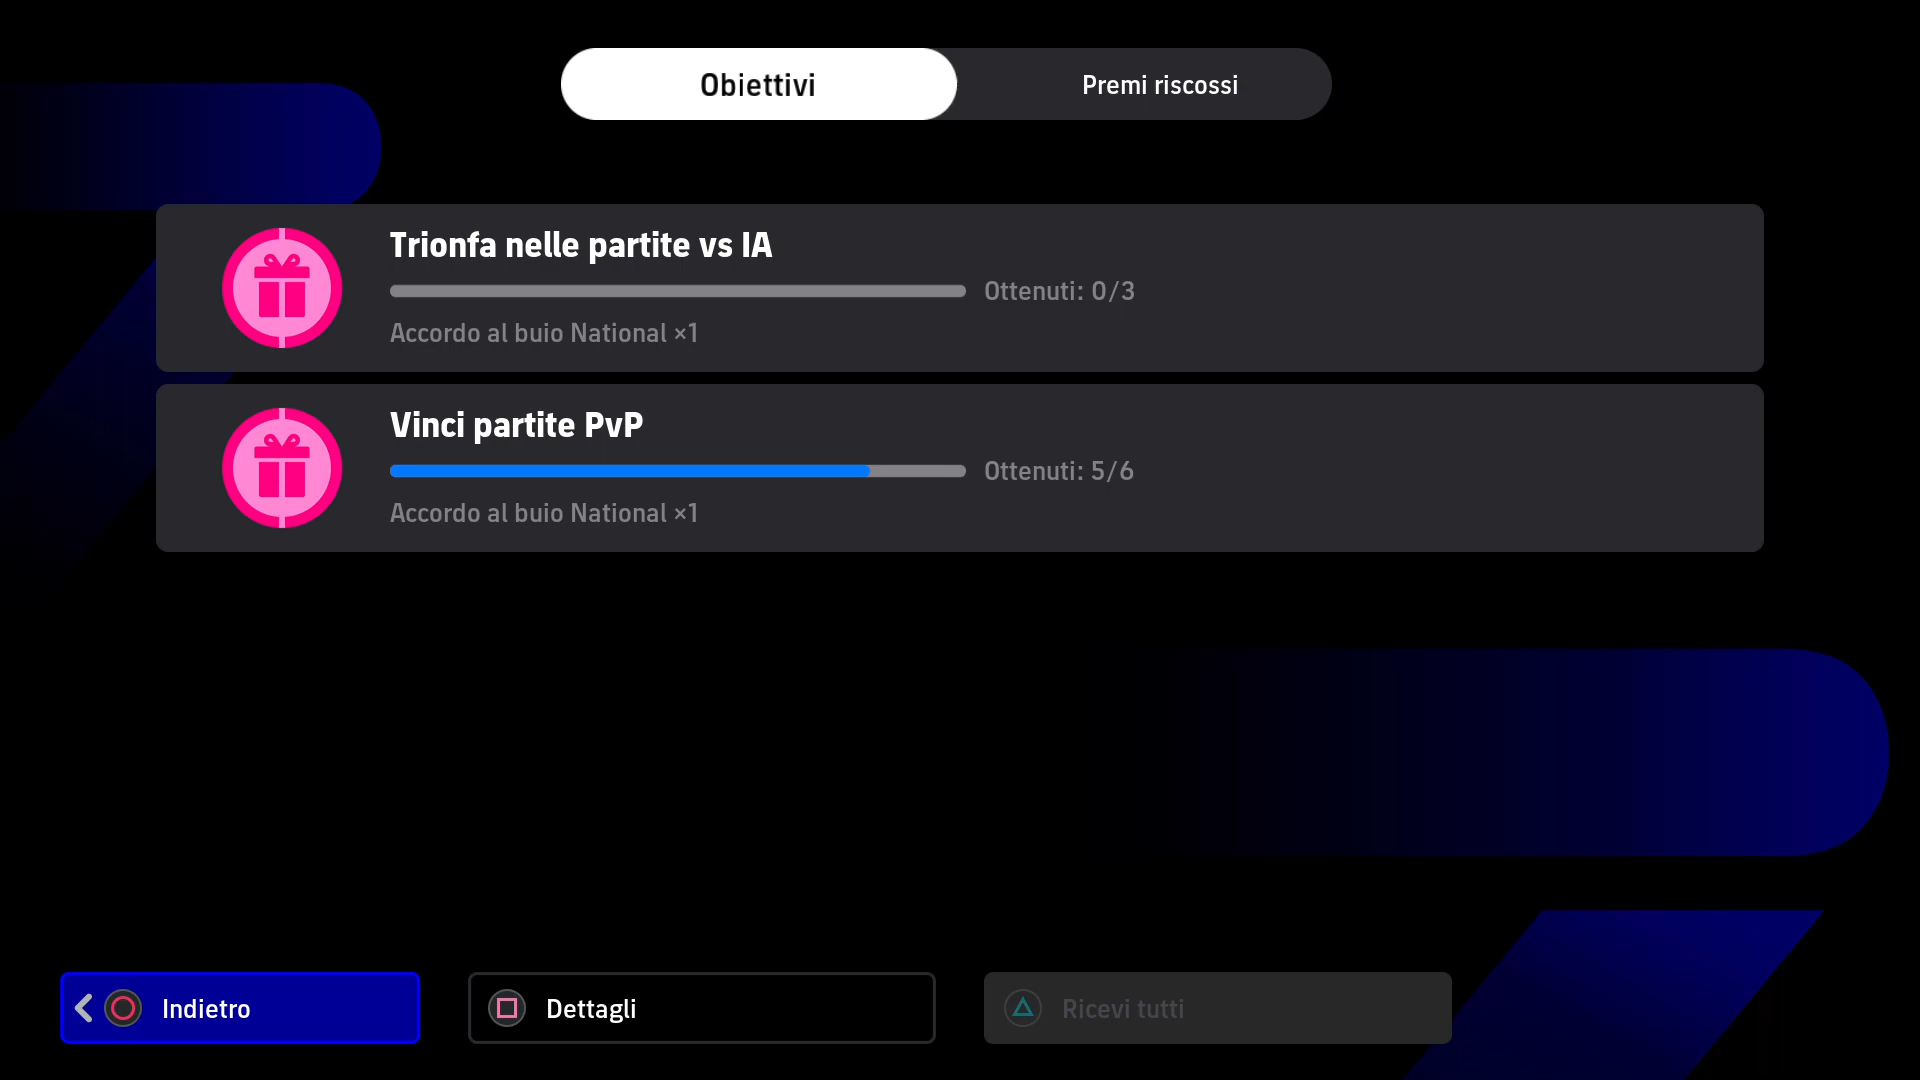 Obiettivi
Premi riscossi
Trionfa nelle partite vs IA
Ottenuti: 0/3
Accordo al buio National ×1
Vinci partite PvP
Ottenuti: 5/6
Accordo al buio National ×1
Indietro
Dettagli
Ricevi tutti